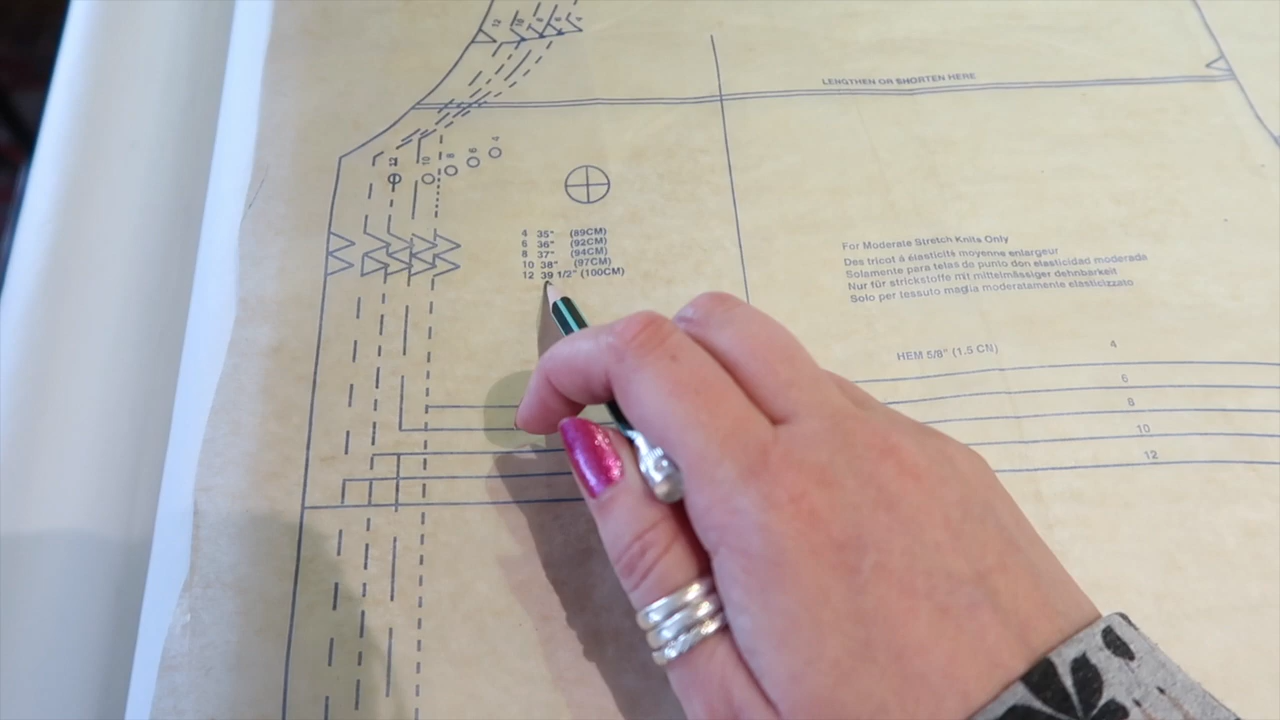 12 10 8 6 4
LENGTHEN OR SHORTEN HERE
12 10 8 6 4
4 35" (89CM)
6 36" (92CM)
8 37" (94CM)
10 38" (97CM)
12 39 1/2" (100CM)
For Moderate Stretch Knits Only
Des tricot á élasticité moyenne enlargeur
Solamente para telas de punto don elasticidad moderada
Nur für strickstoffe mit mittelmässiger dehnbarkeit
Solo per tessuto maglia moderatamente elasticizzato
HEM 5/8" (1.5 CN)
4
6
8
10
12